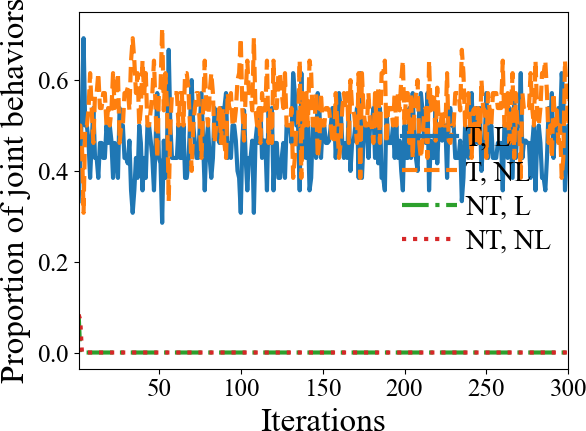 Proportion of joint behaviors
0.6
0.4
0.2
0.0
T, L
T, NL
NT, L
NT, NL
50
100
150
200
250
300
Iterations